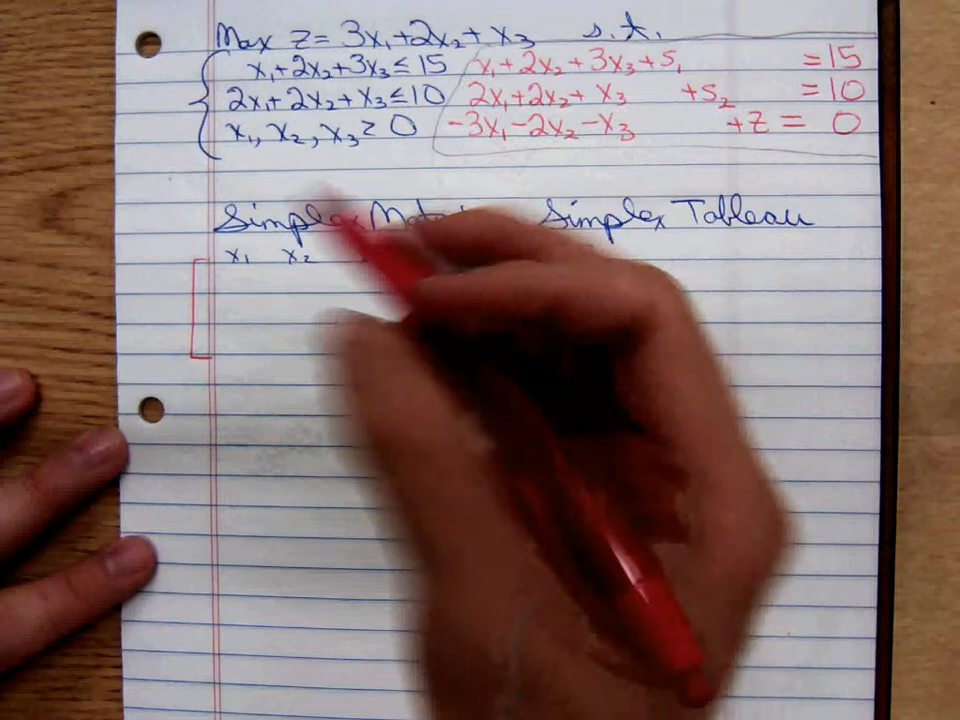 Max z = 3x₁+2x₂+x₃ s.t.
x₁+2x₂+3x₃ ≤ 15 x₁+2x₂+3x₃+s₁ =15
2x₁+2x₂+x₃ ≤ 10 2x₁+2x₂+x₃ +s₂ =10
x₁, x₂, x₃ ≥ 0 -3x₁-2x₂-x₃ +z = 0
Simplex Simplex Tableau
x₁ x₂